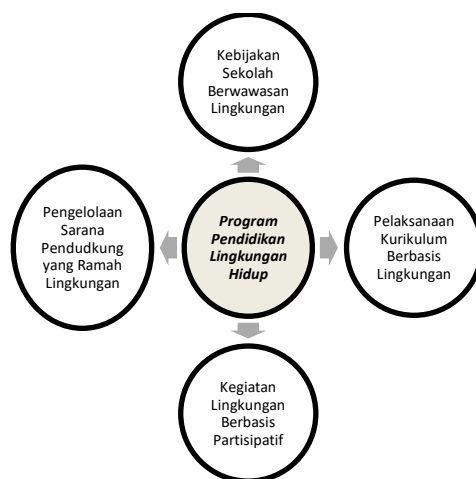 Kebijakan
Sekolah
Berwawasan
Lingkungan
Pengelolaan
Sarana
Pendudkung
yang Ramah
Lingkungan
Program
Pendidikan
Lingkungan
Hidup
Pelaksanaan
Kurikulum
Berbasis
Lingkungan
Kegiatan
Lingkungan
Berbasis
Partisipatif